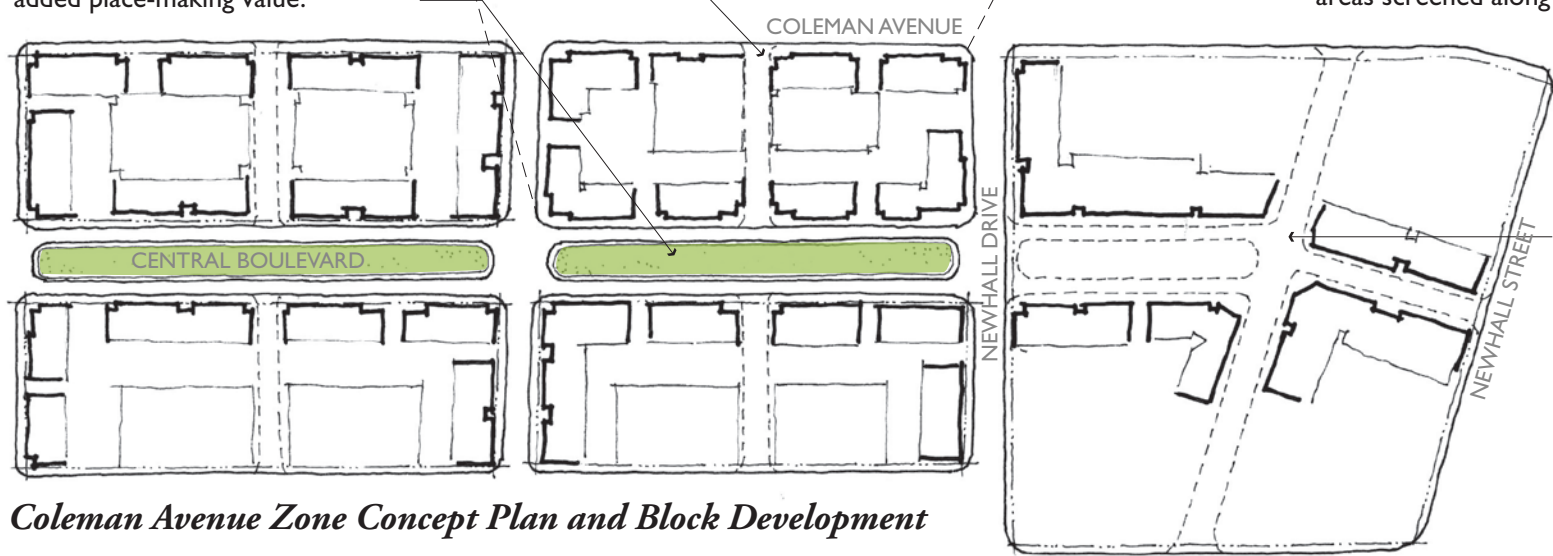 added place-making value.
areas screened along
COLEMAN AVENUE
CENTRAL BOULEVARD
NEWHALL DRIVE
NEWHALL STREET
Coleman Avenue Zone Concept Plan and Block Development